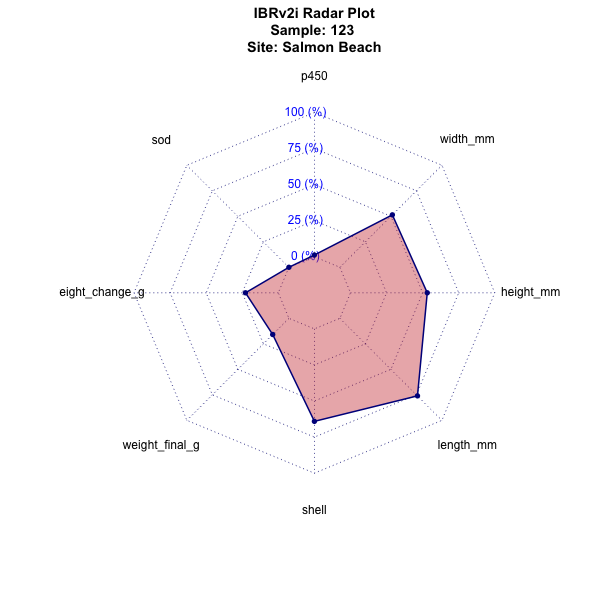 IBRv2i Radar Plot
Sample: 123
Site: Salmon Beach
p450
100 (%)
sod
width_mm
75 (%)
50 (%)
25 (%)
0 (%)
eight_change_g
height_mm
weight_final_g
length_mm
shell